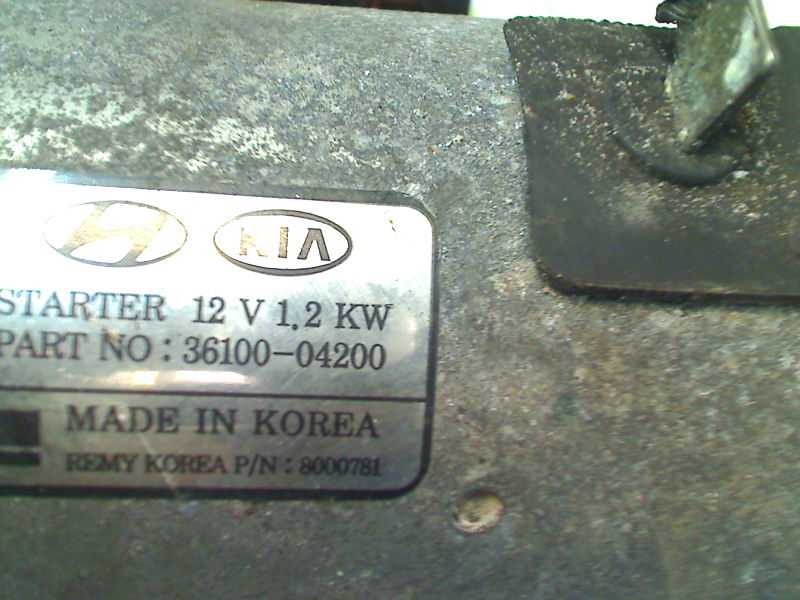 KIA
STARTER 12 V 1.2 KW
PART NO : 36100-04200
MADE IN KOREA
REMY KOREA P/N : 8000781